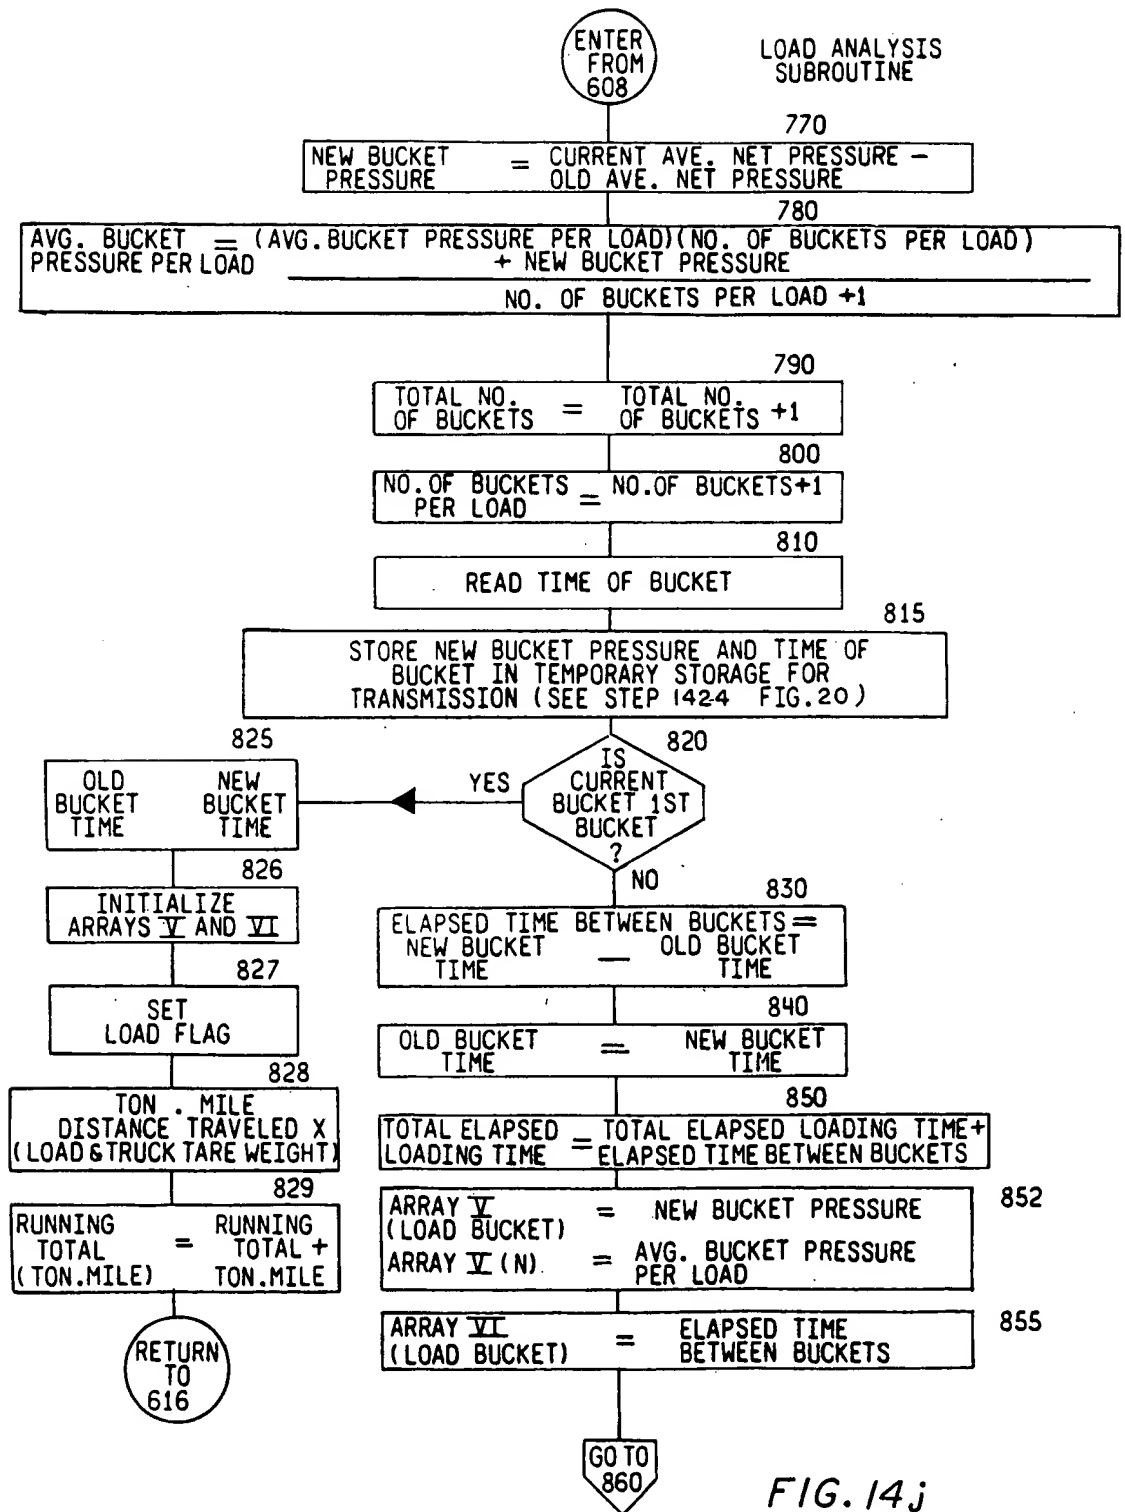 ENTER
FROM
608
LOAD ANALYSIS
SUBROUTINE
770
NEW BUCKET = CURRENT AVE. NET PRESSURE –
PRESSURE OLD AVE. NET PRESSURE
780
AVG. BUCKET = (AVG. BUCKET PRESSURE PER LOAD)(NO. OF BUCKETS PER LOAD)
PRESSURE PER LOAD + NEW BUCKET PRESSURE
NO. OF BUCKETS PER LOAD +1
790
TOTAL NO. = TOTAL NO.
OF BUCKETS OF BUCKETS +1
800
NO. OF BUCKETS = NO. OF BUCKETS+1
PER LOAD
810
READ TIME OF BUCKET
815
STORE NEW BUCKET PRESSURE AND TIME OF
BUCKET IN TEMPORARY STORAGE FOR
TRANSMISSION (SEE STEP 1424 FIG.20)
820
IS
CURRENT
BUCKET 1ST
BUCKET
?
YES
NO
825
OLD NEW
BUCKET BUCKET
TIME TIME
826
INITIALIZE
ARRAYS V AND VI
827
SET
LOAD FLAG
828
TON . MILE
DISTANCE TRAVELED X
(LOAD & TRUCK TARE WEIGHT)
829
RUNNING RUNNING
TOTAL = TOTAL +
(TON.MILE) TON.MILE
RETURN
TO
616
830
ELAPSED TIME BETWEEN BUCKETS =
NEW BUCKET — OLD BUCKET
TIME TIME
840
OLD BUCKET = NEW BUCKET
TIME TIME
850
TOTAL ELAPSED = TOTAL ELAPSED LOADING TIME +
LOADING TIME ELAPSED TIME BETWEEN BUCKETS
852
ARRAY V = NEW BUCKET PRESSURE
(LOAD BUCKET)
ARRAY V (N). = AVG. BUCKET PRESSURE
PER LOAD
855
ARRAY VI = ELAPSED TIME
(LOAD BUCKET) BETWEEN BUCKETS
GO TO
860
FIG. 14j